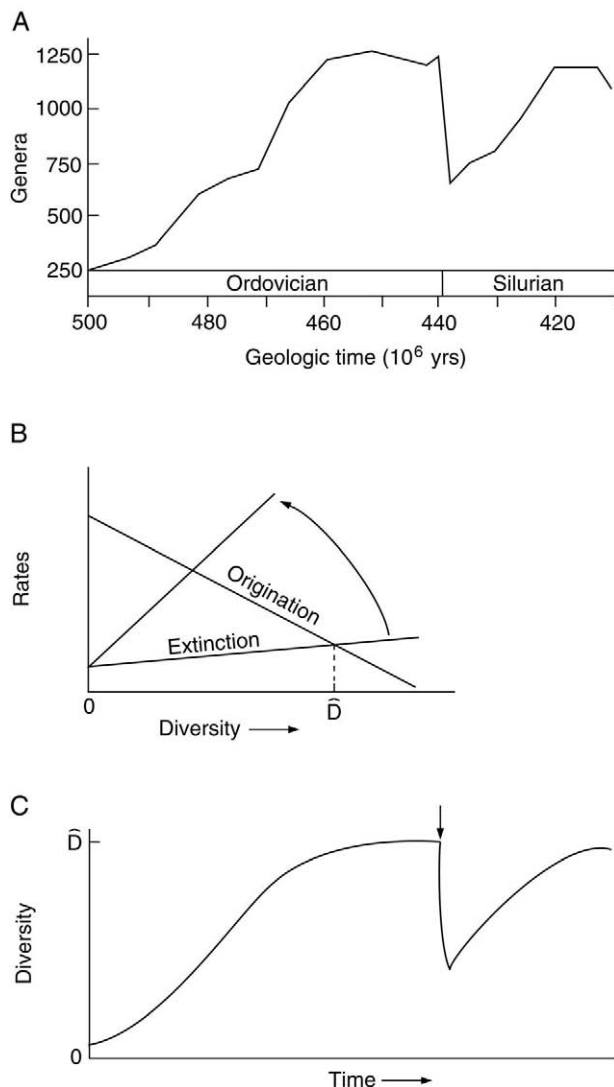 A
1250
1000
750
500
250
Genera
Ordovician Silurian
500 480 460 440 420
Geologic time (10⁶ yrs)
B
Rates
Origination
Extinction
0 D̂
Diversity
C
D̂
Diversity
0
Time